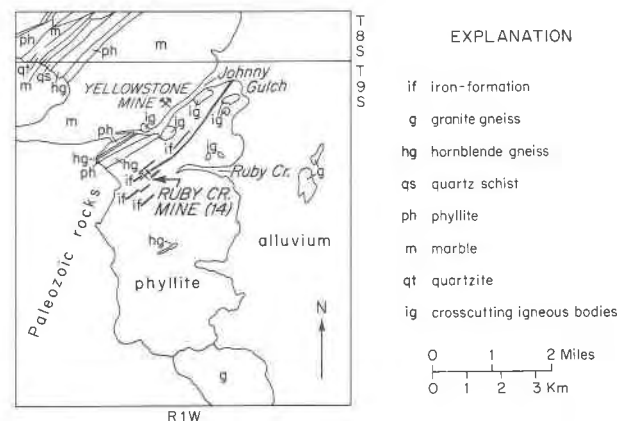 T8S
T9S
ph
m
ph
m
qt
qs
m
hg
YELLOWSTONE
MINE
Johnny
Gulch
ig
ig
ig
ig
m
ph
if
hg
ph
hg
if
ig
Ruby Cr.
g
RUBY CR.
MINE (14)
if
if
Paleozoic rocks
hg
alluvium
phyllite
N
g
R1W
EXPLANATION
if iron-formation
g granite gneiss
hg hornblende gneiss
qs quartz schist
ph phyllite
m marble
qt quartzite
ig crosscutting igneous bodies
0 1 2 Miles
0 1 2 3 Km